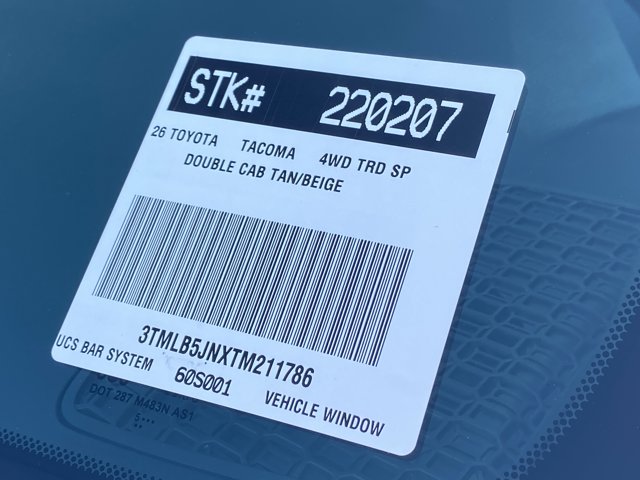 STK# 220207
26 TOYOTA TACOMA 4WD TRD SP
DOUBLE CAB TAN/BEIGE
3TMLB5JNXTM211786
UCS BAR SYSTEM 60S001 VEHICLE WINDOW
DOT 287 M483N AS1
5